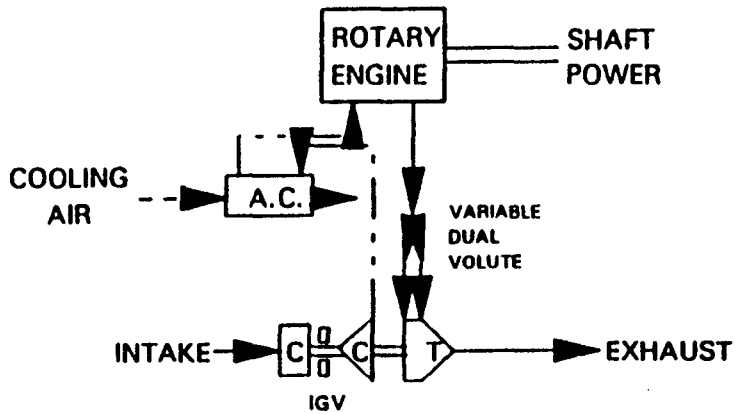 ROTARY
ENGINE
SHAFT
POWER
COOLING
AIR
A.C.
VARIABLE
DUAL
VOLUTE
INTAKE
C
C
T
EXHAUST
IGV